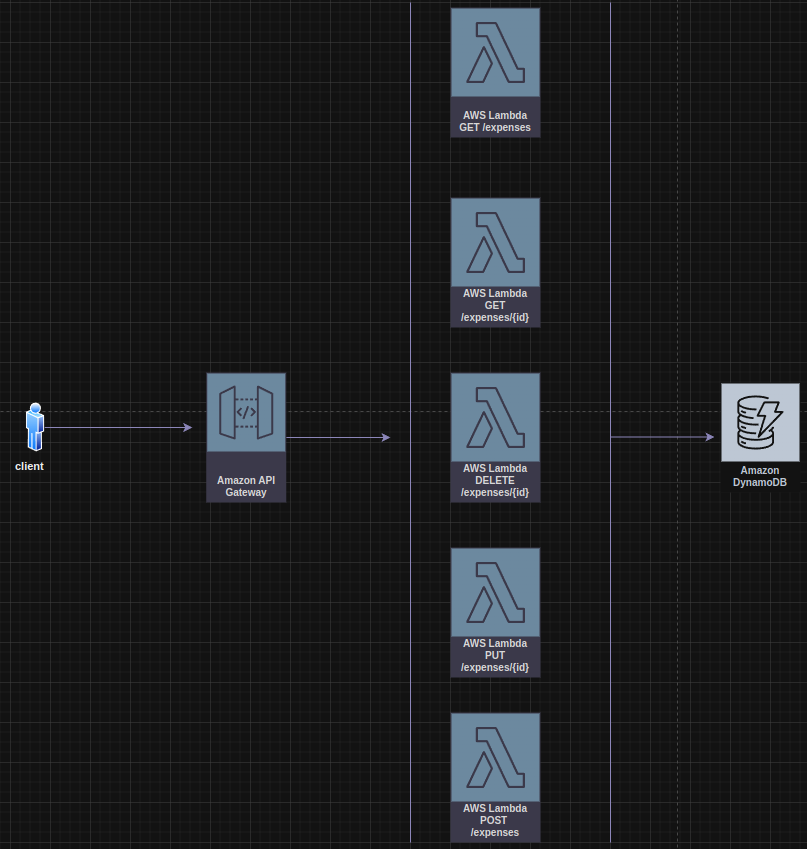 AWS Lambda
GET /expenses
AWS Lambda
GET
/expenses/{id}
client
</>
Amazon API
Gateway
AWS Lambda
DELETE
/expenses/{id}
Amazon
DynamoDB
AWS Lambda
PUT
/expenses/{id}
AWS Lambda
POST
/expenses